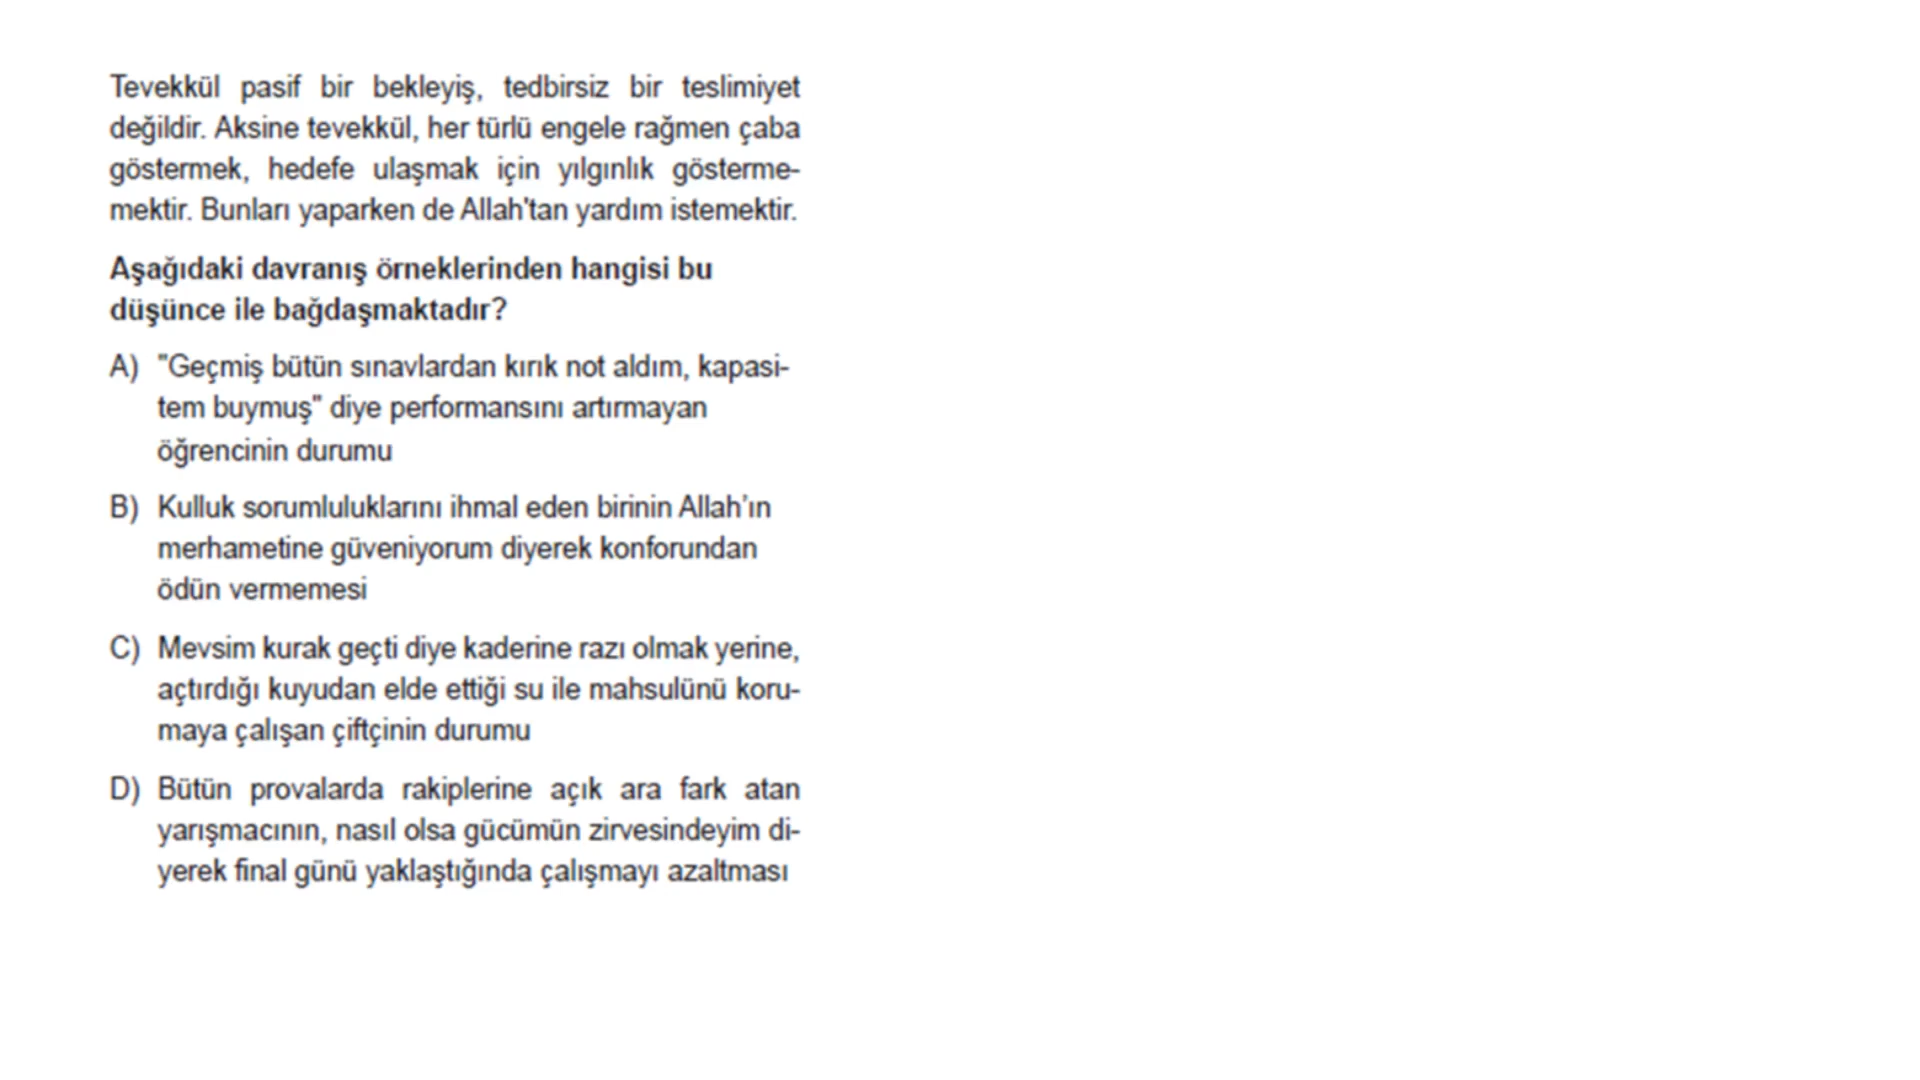 Tevekkül pasif bir bekleyiş, tedbirsiz bir teslimiyet
değildir. Aksine tevekkül, her türlü engele rağmen çaba
göstermek, hedefe ulaşmak için yılgınlık gösterme-
mektir. Bunları yaparken de Allah'tan yardım istemektir.
Aşağıdaki davranış örneklerinden hangisi bu
düşünce ile bağdaşmaktadır?
A) "Geçmiş bütün sınavlardan kırık not aldım, kapasi-
tem buymuş" diye performansını artırmayan
öğrencinin durumu
B) Kulluk sorumluluklarını ihmal eden birinin Allah’ın
merhametine güveniyorum diyerek konforundan
ödün vermemesi
C) Mevsim kurak geçti diye kaderine razı olmak yerine,
açtırdığı kuyudan elde ettiği su ile mahsulünü koru-
maya çalışan çiftçinin durumu
D) Bütün provalarda rakiplerine açık ara fark atan
yarışmacının, nasıl olsa gücümün zirvesindeyim di-
yerek final günü yaklaştığında çalışmayı azaltması